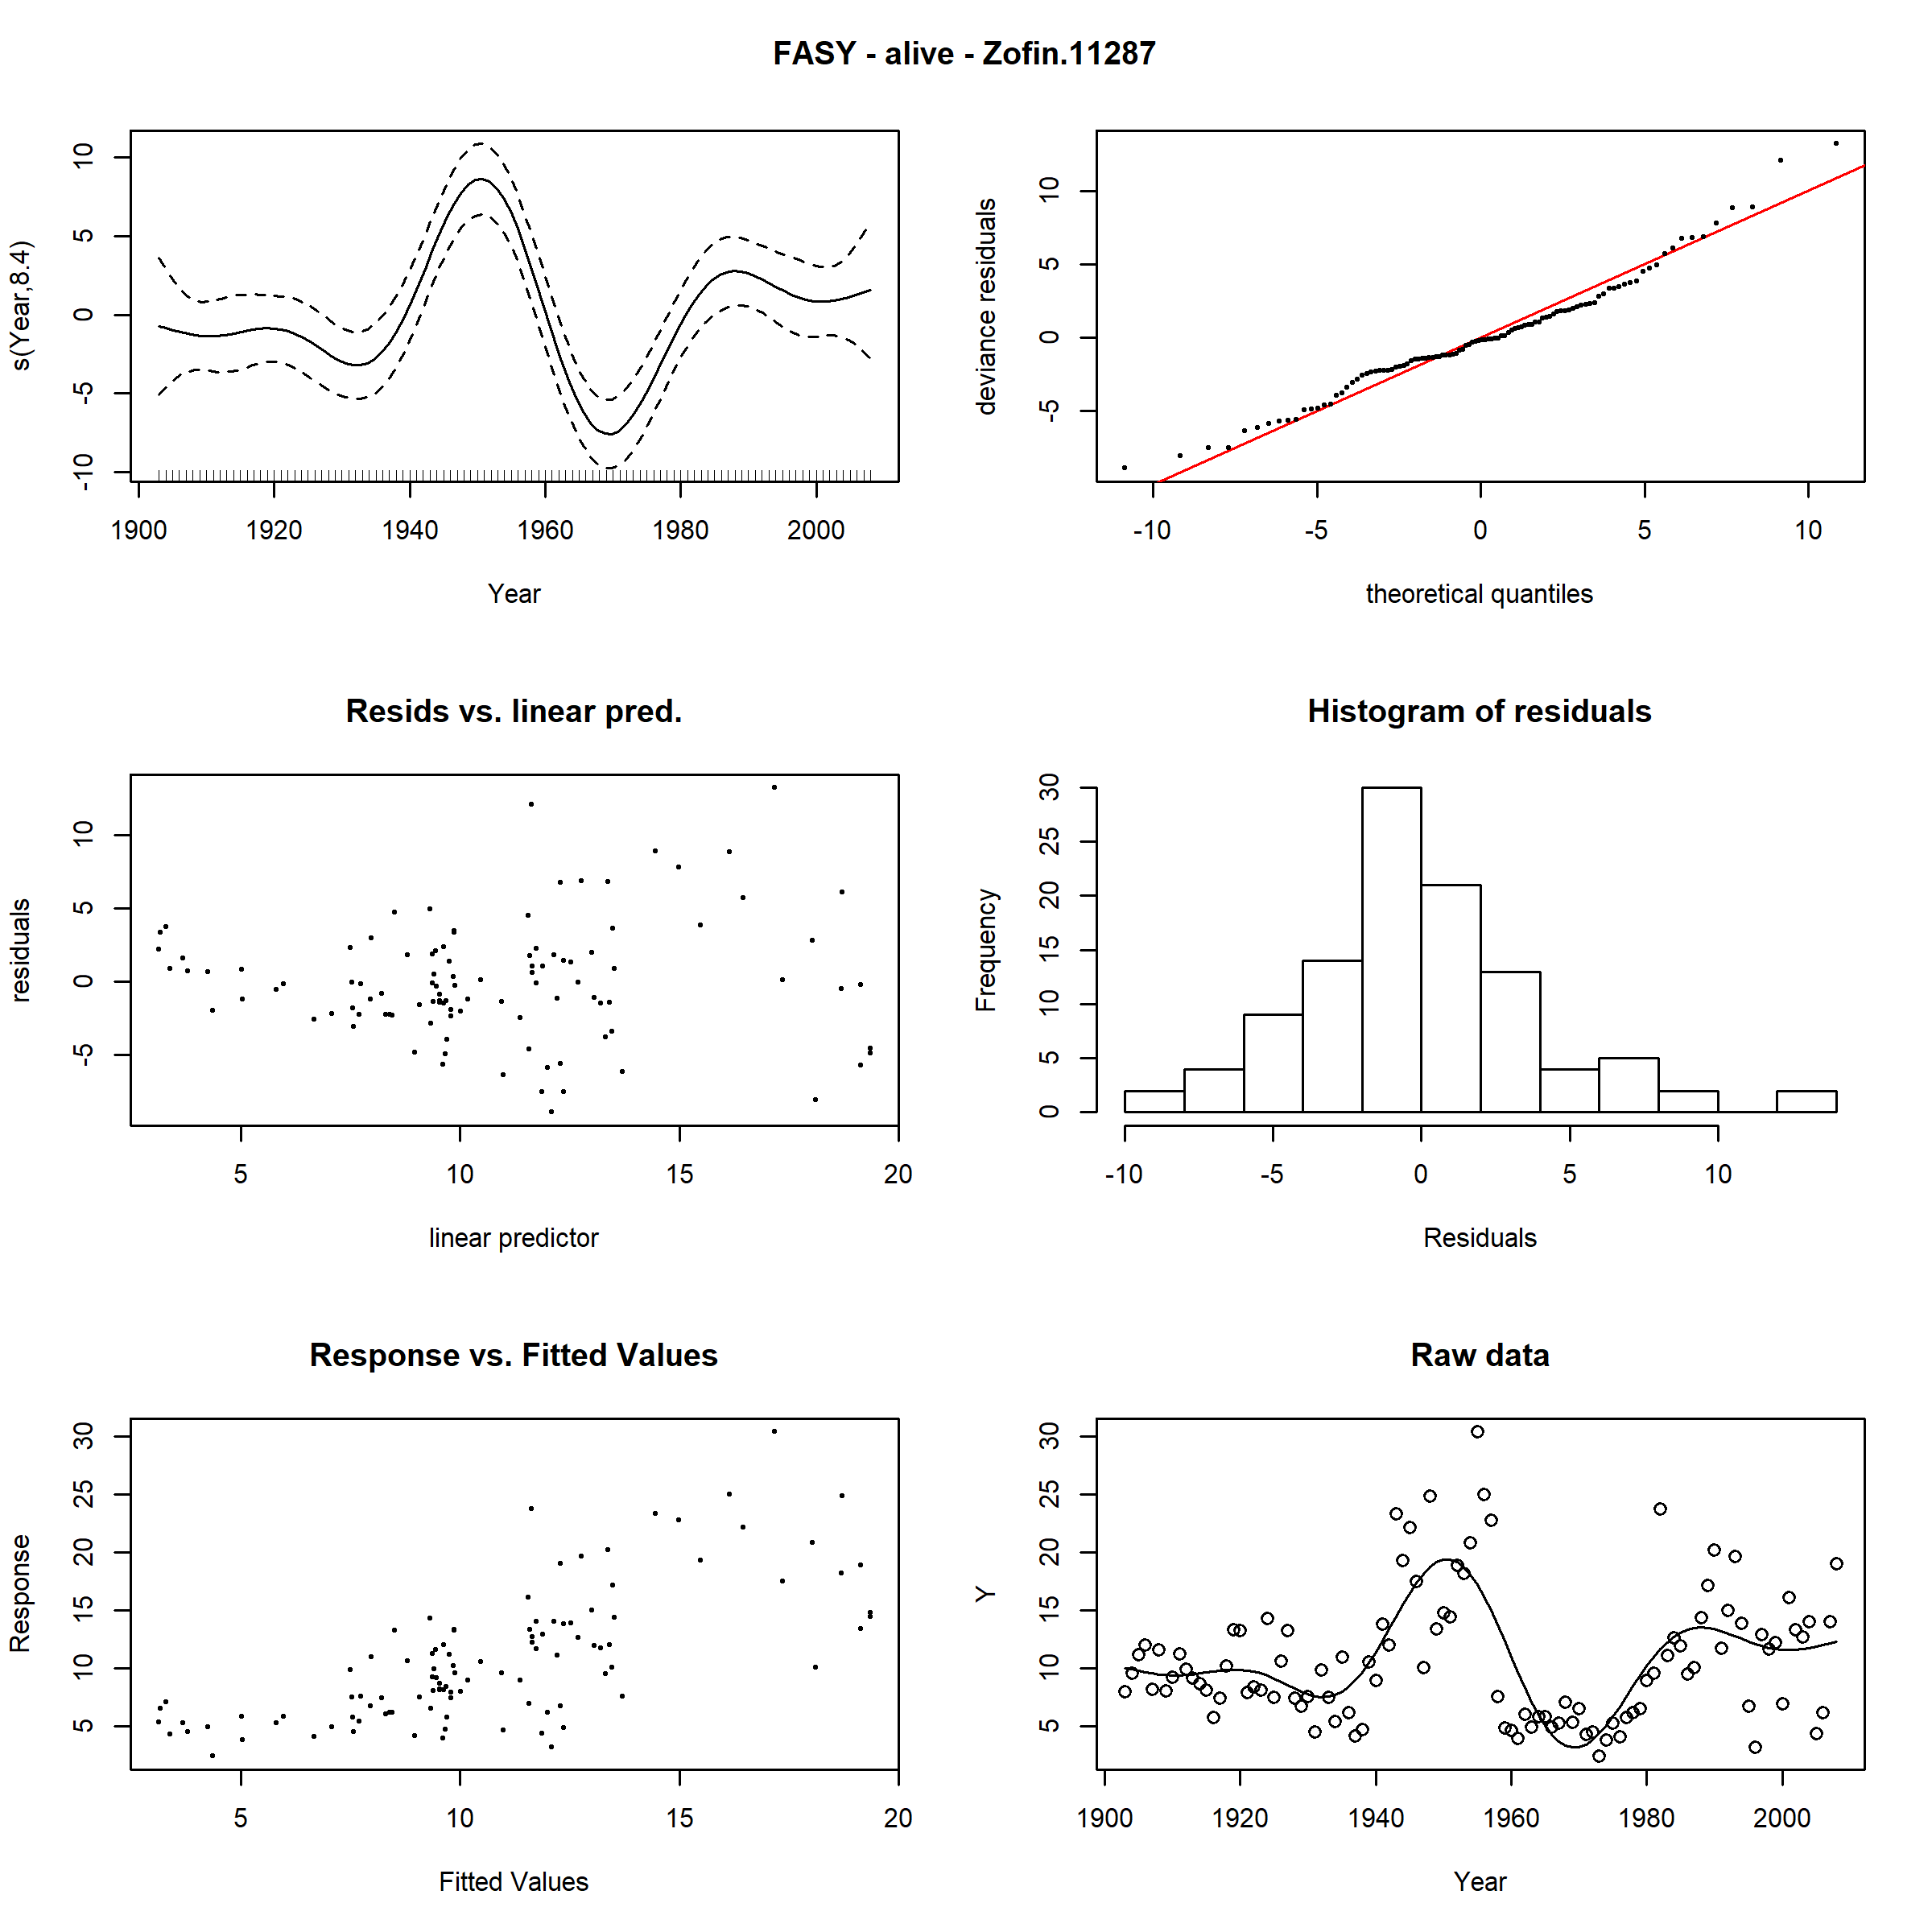 FASY - alive - Zofin.11287
s(Year,8.4)
10
5
0
-5
-10
1900 1920 1940 1960 1980 2000
Year
deviance residuals
10
5
0
-5
-10 -5 0 5 10
theoretical quantiles
Resids vs. linear pred.
residuals
10
5
0
-5
5 10 15 20
linear predictor
Histogram of residuals
Frequency
30
25
20
15
10
5
0
-10 -5 0 5 10
Residuals
Response vs. Fitted Values
Response
30
25
20
15
10
5
5 10 15 20
Fitted Values
Raw data
Y
30
25
20
15
10
5
1900 1920 1940 1960 1980 2000
Year